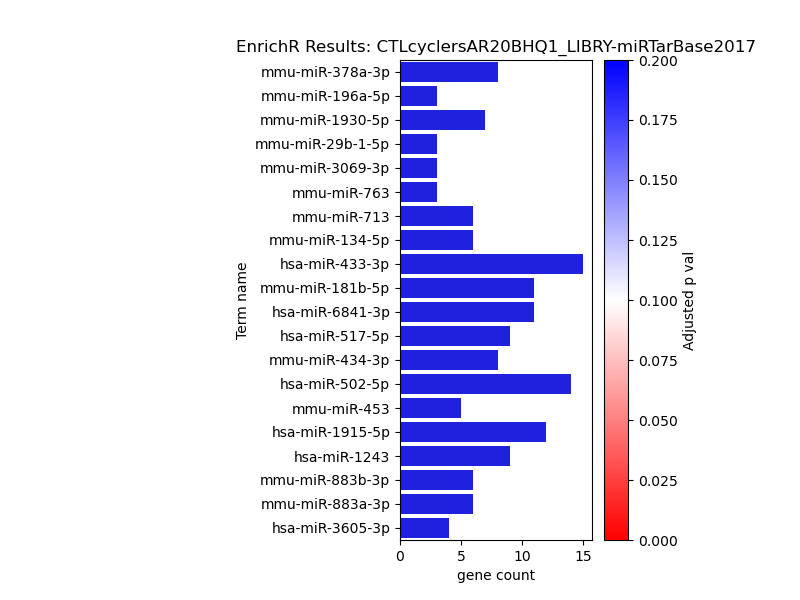 EnrichR Results: CTLcyclersAR20BHQ1_LIBRY-miRTarBase2017
Term name
mmu-miR-378a-3p
mmu-miR-196a-5p
mmu-miR-1930-5p
mmu-miR-29b-1-5p
mmu-miR-3069-3p
mmu-miR-763
mmu-miR-713
mmu-miR-134-5p
hsa-miR-433-3p
mmu-miR-181b-5p
hsa-miR-6841-3p
hsa-miR-517-5p
mmu-miR-434-3p
hsa-miR-502-5p
mmu-miR-453
hsa-miR-1915-5p
hsa-miR-1243
mmu-miR-883b-3p
mmu-miR-883a-3p
hsa-miR-3605-3p
0 5 10 15
gene count
0.200
0.175
0.150
0.125
0.100
0.075
0.050
0.025
0.000
Adjusted p val